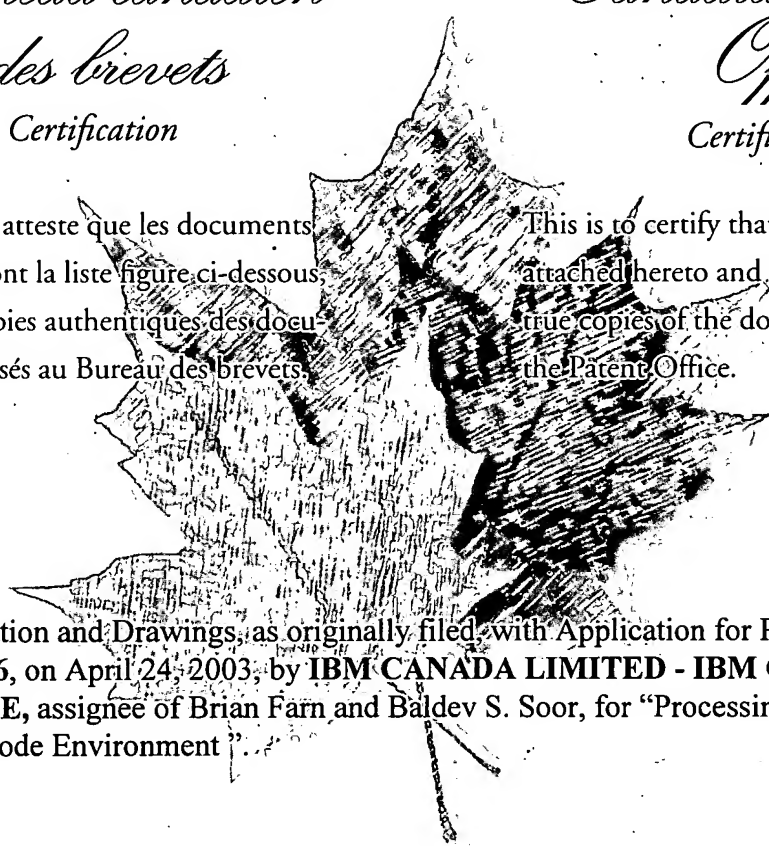 canadien
des brevets
Certification
atteste que les documents
ont la liste figure ci-dessous
pies authentiques des docu-
sés au Bureau des brevets.
Certifi
This is to certify that
attached hereto and
true copies of the do
the Patent Office.
tion and Drawings, as originally filed, with Application for P
6, on April 24, 2003, by IBM CANADA LIMITED - IBM
E, assignee of Brian Farn and Baldev S. Soor, for “Processin
ode Environment ”.